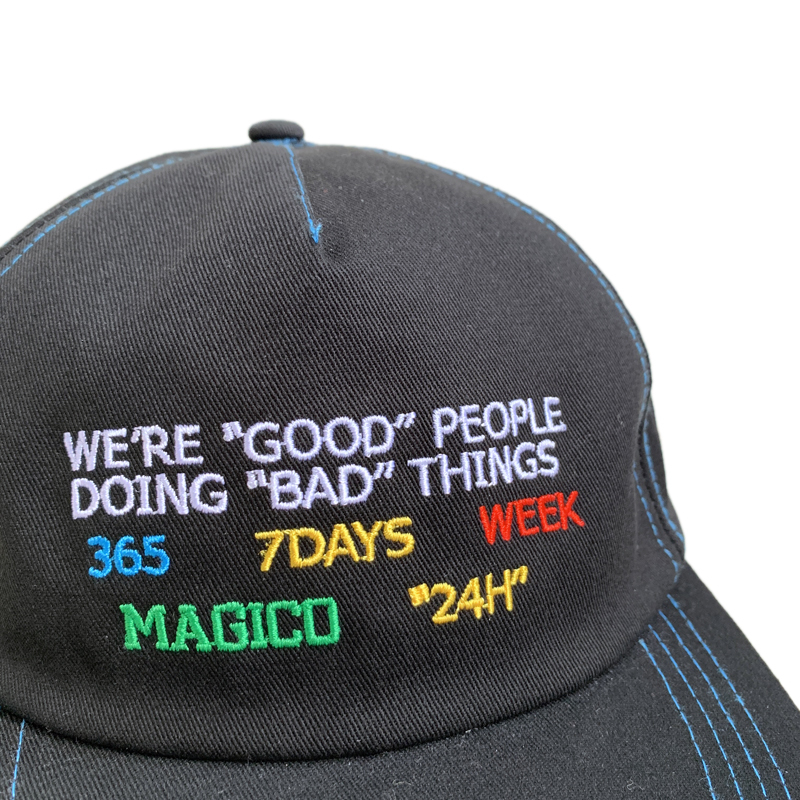 WE'RE "GOOD" PEOPLE
DOING "BAD" THINGS
365 7DAYS WEEK
MAGICO "24H"